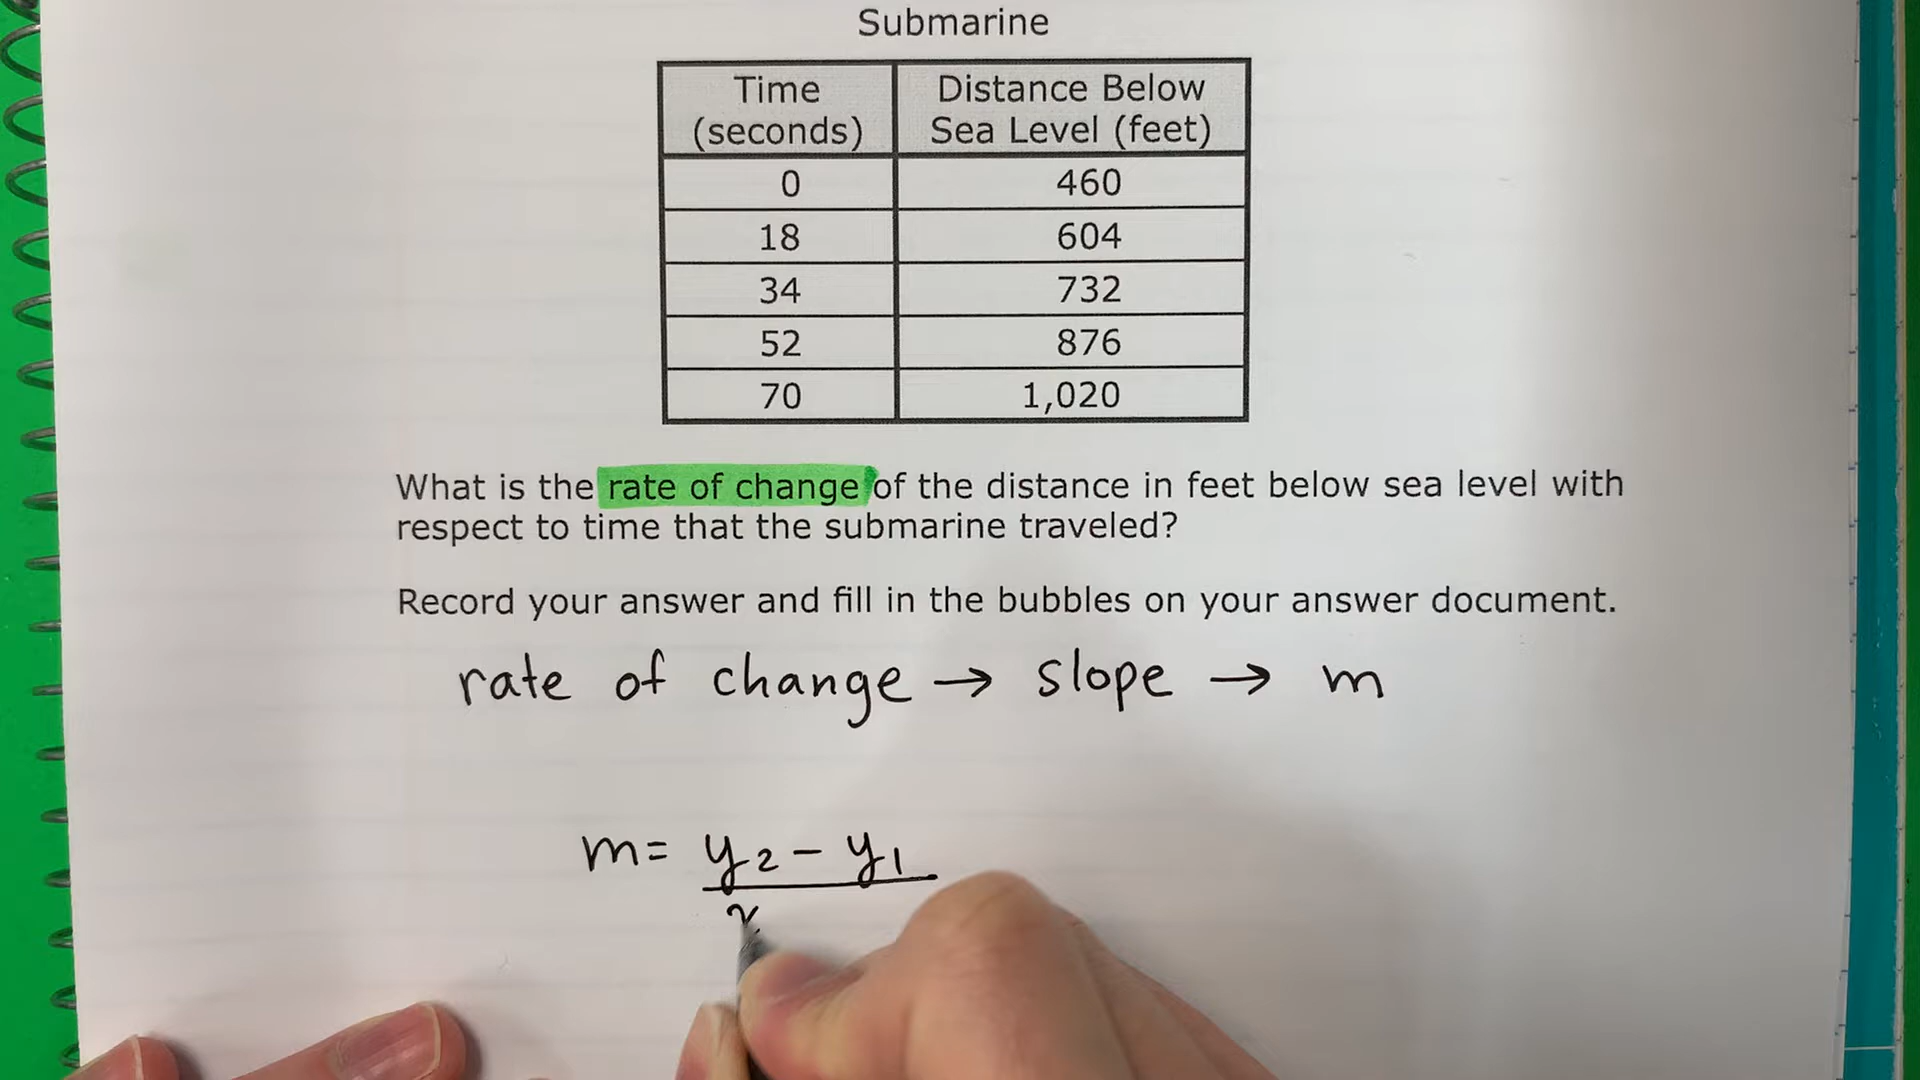 Submarine
Time (seconds) Distance Below Sea Level (feet)
0 460
18 604
34 732
52 876
70 1,020
What is the rate of change of the distance in feet below sea level with
respect to time that the submarine traveled?
Record your answer and fill in the bubbles on your answer document.
rate of change → slope → m
m = y2 - y1
x